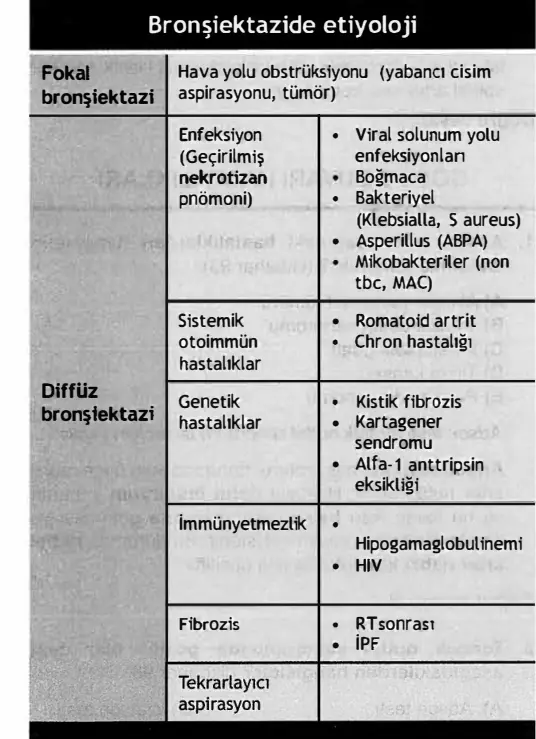 Bronşiektazide etiyoloji
Fokal
bronşiektazi
Hava yolu obstrüksiyonu (yabancı cisim
aspirasyonu, tümör)
Diffüz
bronşiektazi
Enfeksiyon
(Geçirilmiş
nekrotizan
pnömoni)
• Viral solunum yolu
enfeksiyonları
• Boğmaca
• Bakteriyel
(Klebsialla, S aureus)
• Asperillus (ABPA)
• Mikobakteriler (non
tbc, MAC)
Sistemik
otoimmün
hastalıklar
• Romatoid artrit
• Chron hastalığı
Genetik
hastalıklar
• Kistik fibrozis
• Kartagener
sendromu
• Alfa-1 anttripsin
eksikliği
İmmünyetmezlik
•
Hipogamaglobulinemi
• HIV
Fibrozis
• RTsonrası
• İPF
Tekrarlayıcı
aspirasyon